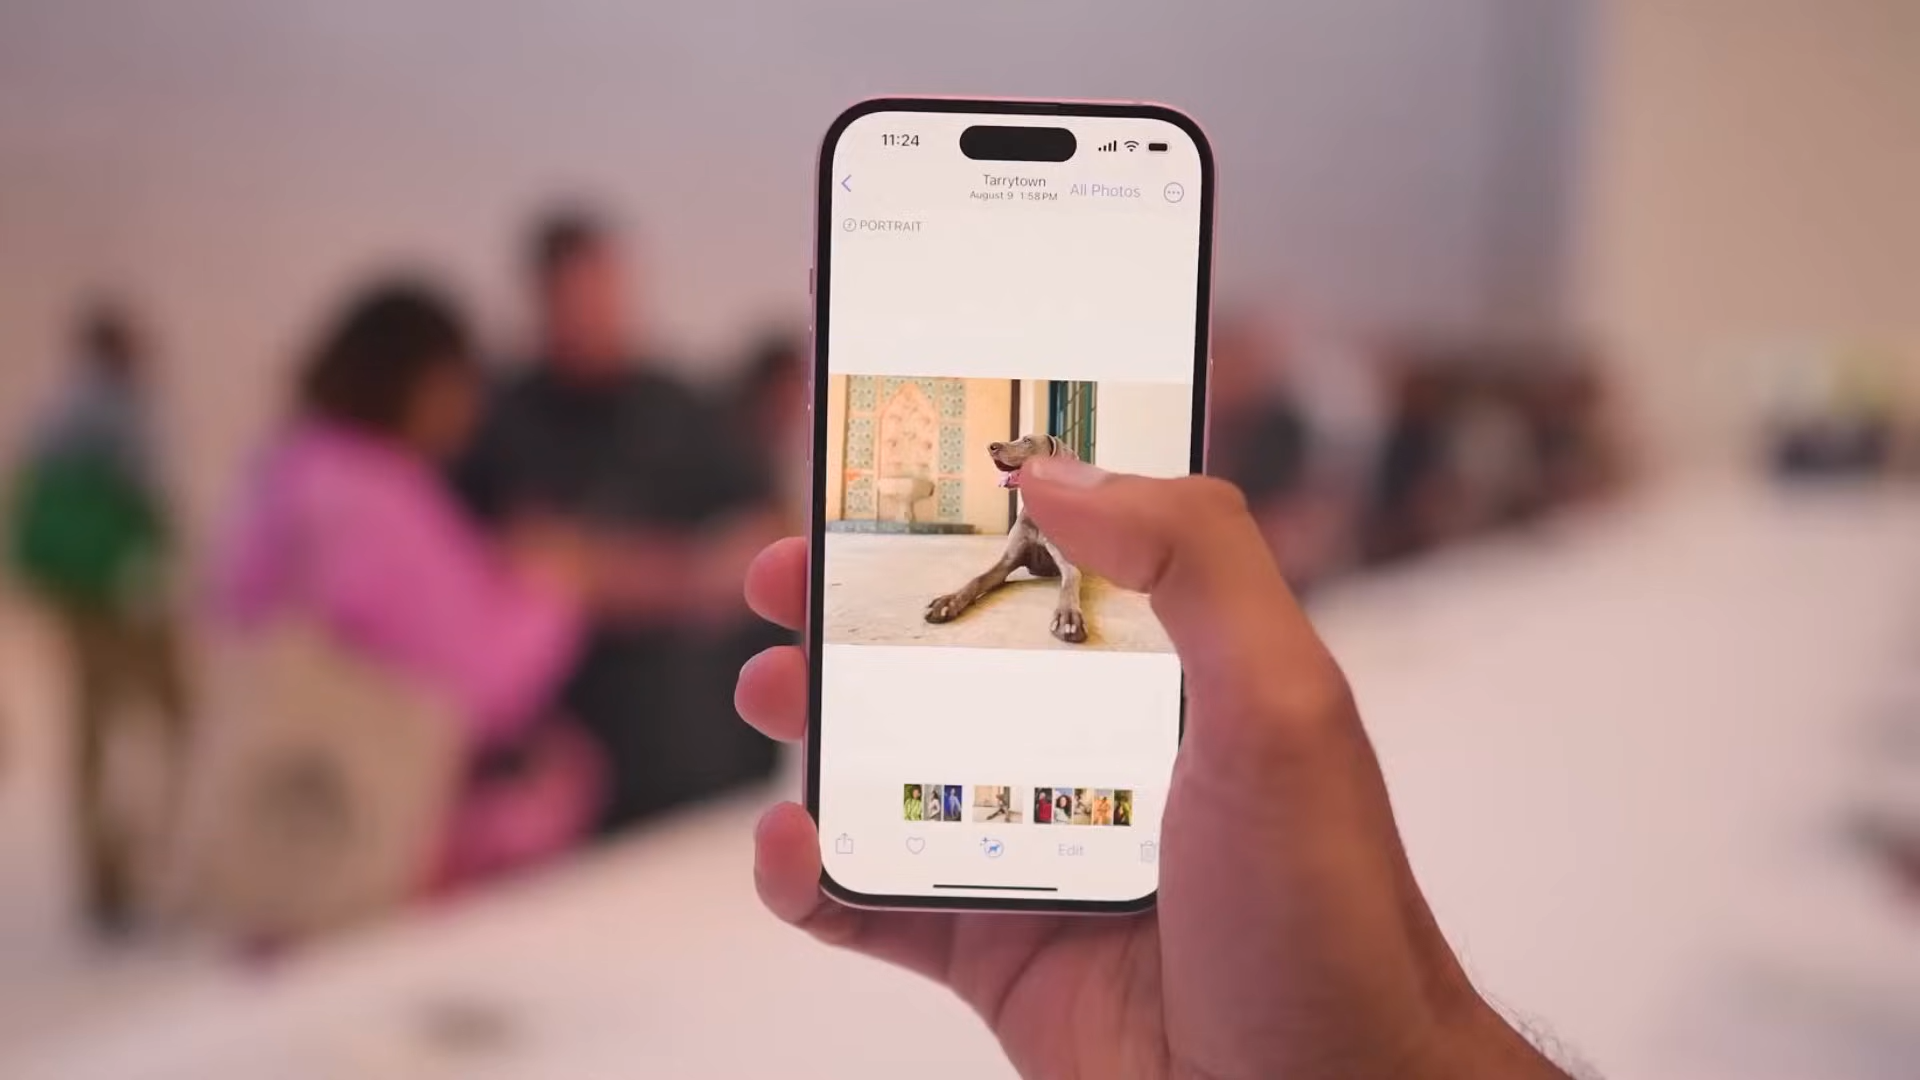 11:24
Tarrytown
August 9 1:58 PM
All Photos
PORTRAIT
Edit